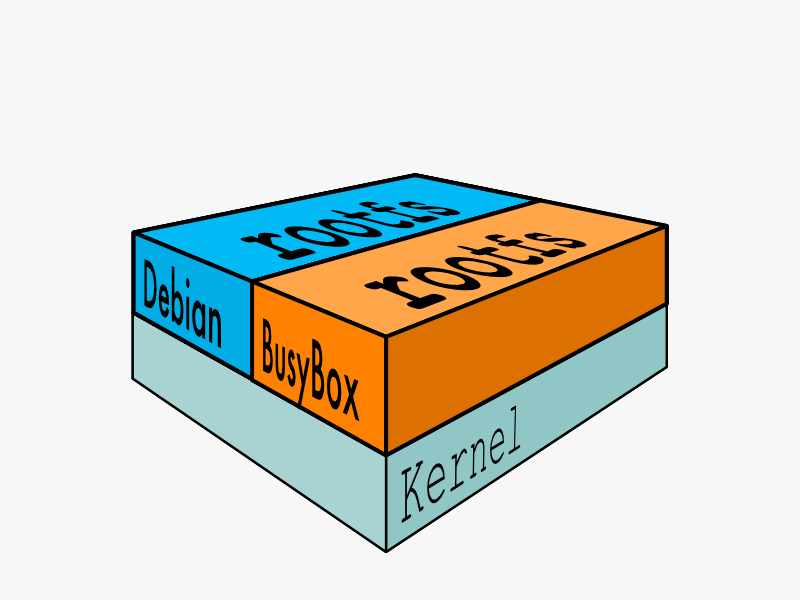 rootfs
rootfs
Debian
BusyBox
Kernel